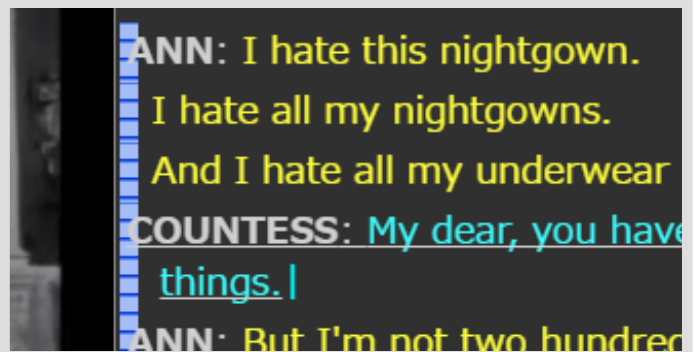 ANN: I hate this nightgown.
I hate all my nightgowns.
And I hate all my underwear
COUNTESS: My dear, you have
things.
ANN: But I'm not two hundred